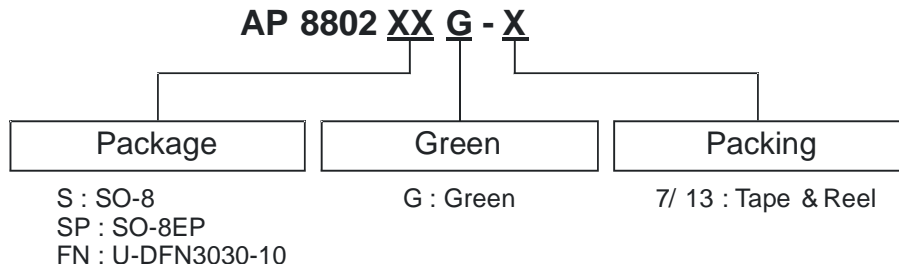 AP 8802 XX G - X
Package
Green
Packing
S : SO-8
SP : SO-8EP
FN : U-DFN3030-10
G : Green
7/ 13 : Tape & Reel